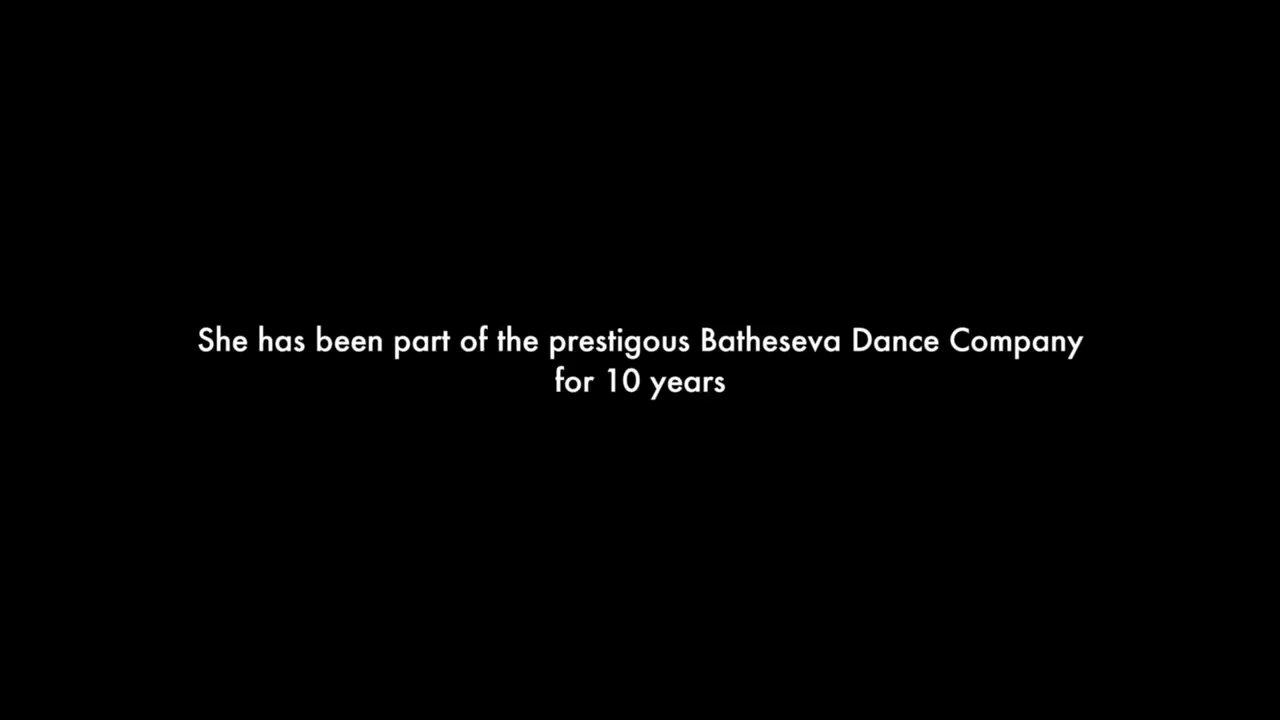 She has been part of the prestigous Batheseva Dance Company
for 10 years